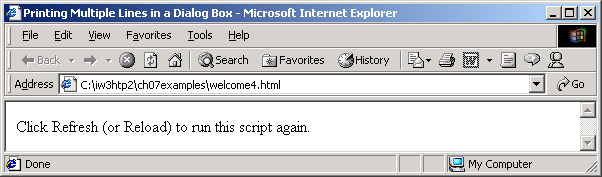 Printing Multiple Lines in a Dialog Box - Microsoft Internet Explorer
File Edit View Favorites Tools Help
Back Search Favorites History
Address C:\iw3htp2\ch07examples\welcome4.html Go
Click Refresh (or Reload) to run this script again.
Done My Computer